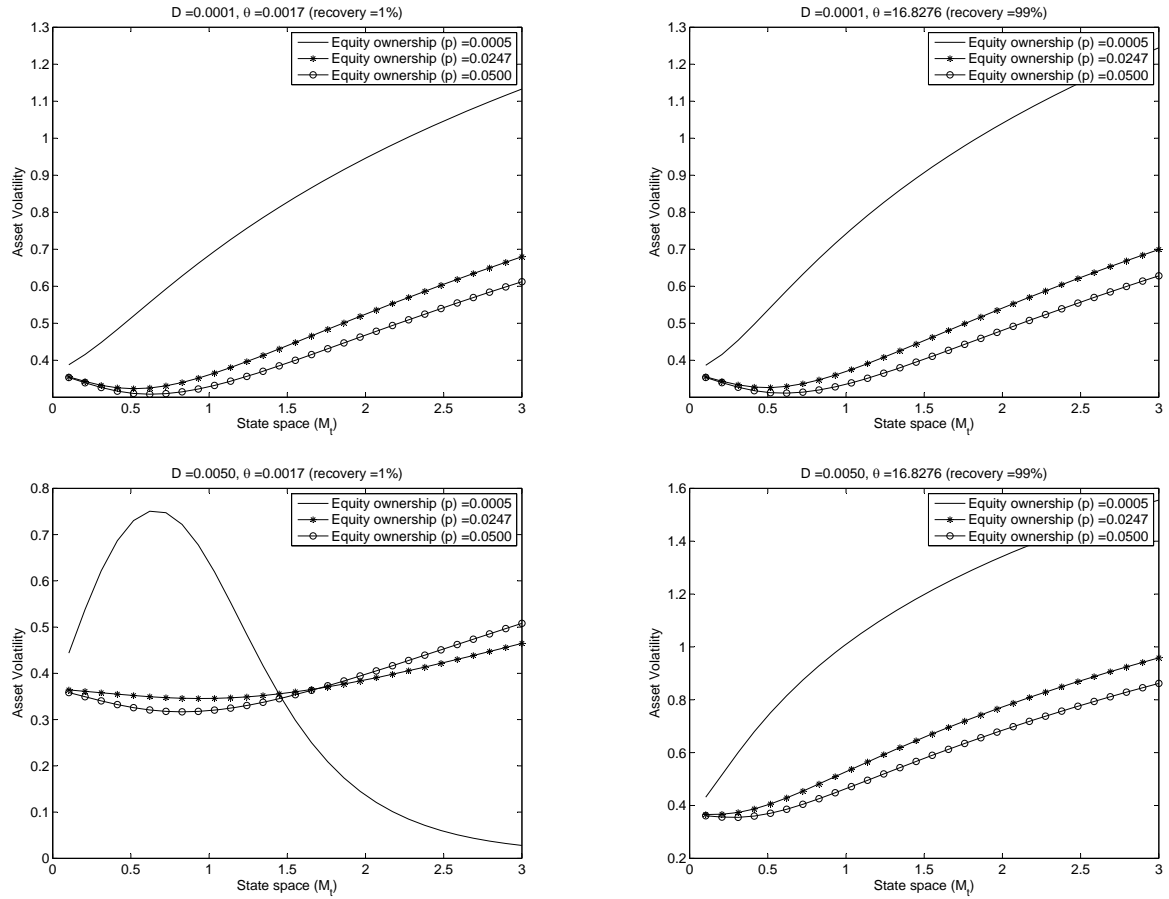 D =0.0001, θ =0.0017 (recovery =1%)
1.3
1.2
1.1
1
0.9
0.8
0.7
0.6
0.5
0.4
Asset Volatility
Equity ownership (p) =0.0005
Equity ownership (p) =0.0247
Equity ownership (p) =0.0500
0 0.5 1 1.5 2 2.5 3
State space (M_t)
D =0.0001, θ =16.8276 (recovery =99%)
1.3
1.2
1.1
1
0.9
0.8
0.7
0.6
0.5
0.4
Asset Volatility
Equity ownership (p) =0.0005
Equity ownership (p) =0.0247
Equity ownership (p) =0.0500
0 0.5 1 1.5 2 2.5 3
State space (M_t)
D =0.0050, θ =0.0017 (recovery =1%)
0.8
0.7
0.6
0.5
0.4
0.3
0.2
0.1
0
Asset Volatility
Equity ownership (p) =0.0005
Equity ownership (p) =0.0247
Equity ownership (p) =0.0500
0.5 1 1.5 2 2.5 3
0
State space (M_t)
D =0.0050, θ =16.8276 (recovery =99%)
1.6
1.4
1.2
1
0.8
0.6
0.4
0.2
Asset Volatility
Equity ownership (p) =0.0005
Equity ownership (p) =0.0247
Equity ownership (p) =0.0500
0 0.5 1 1.5 2 2.5 3
State space (M_t)